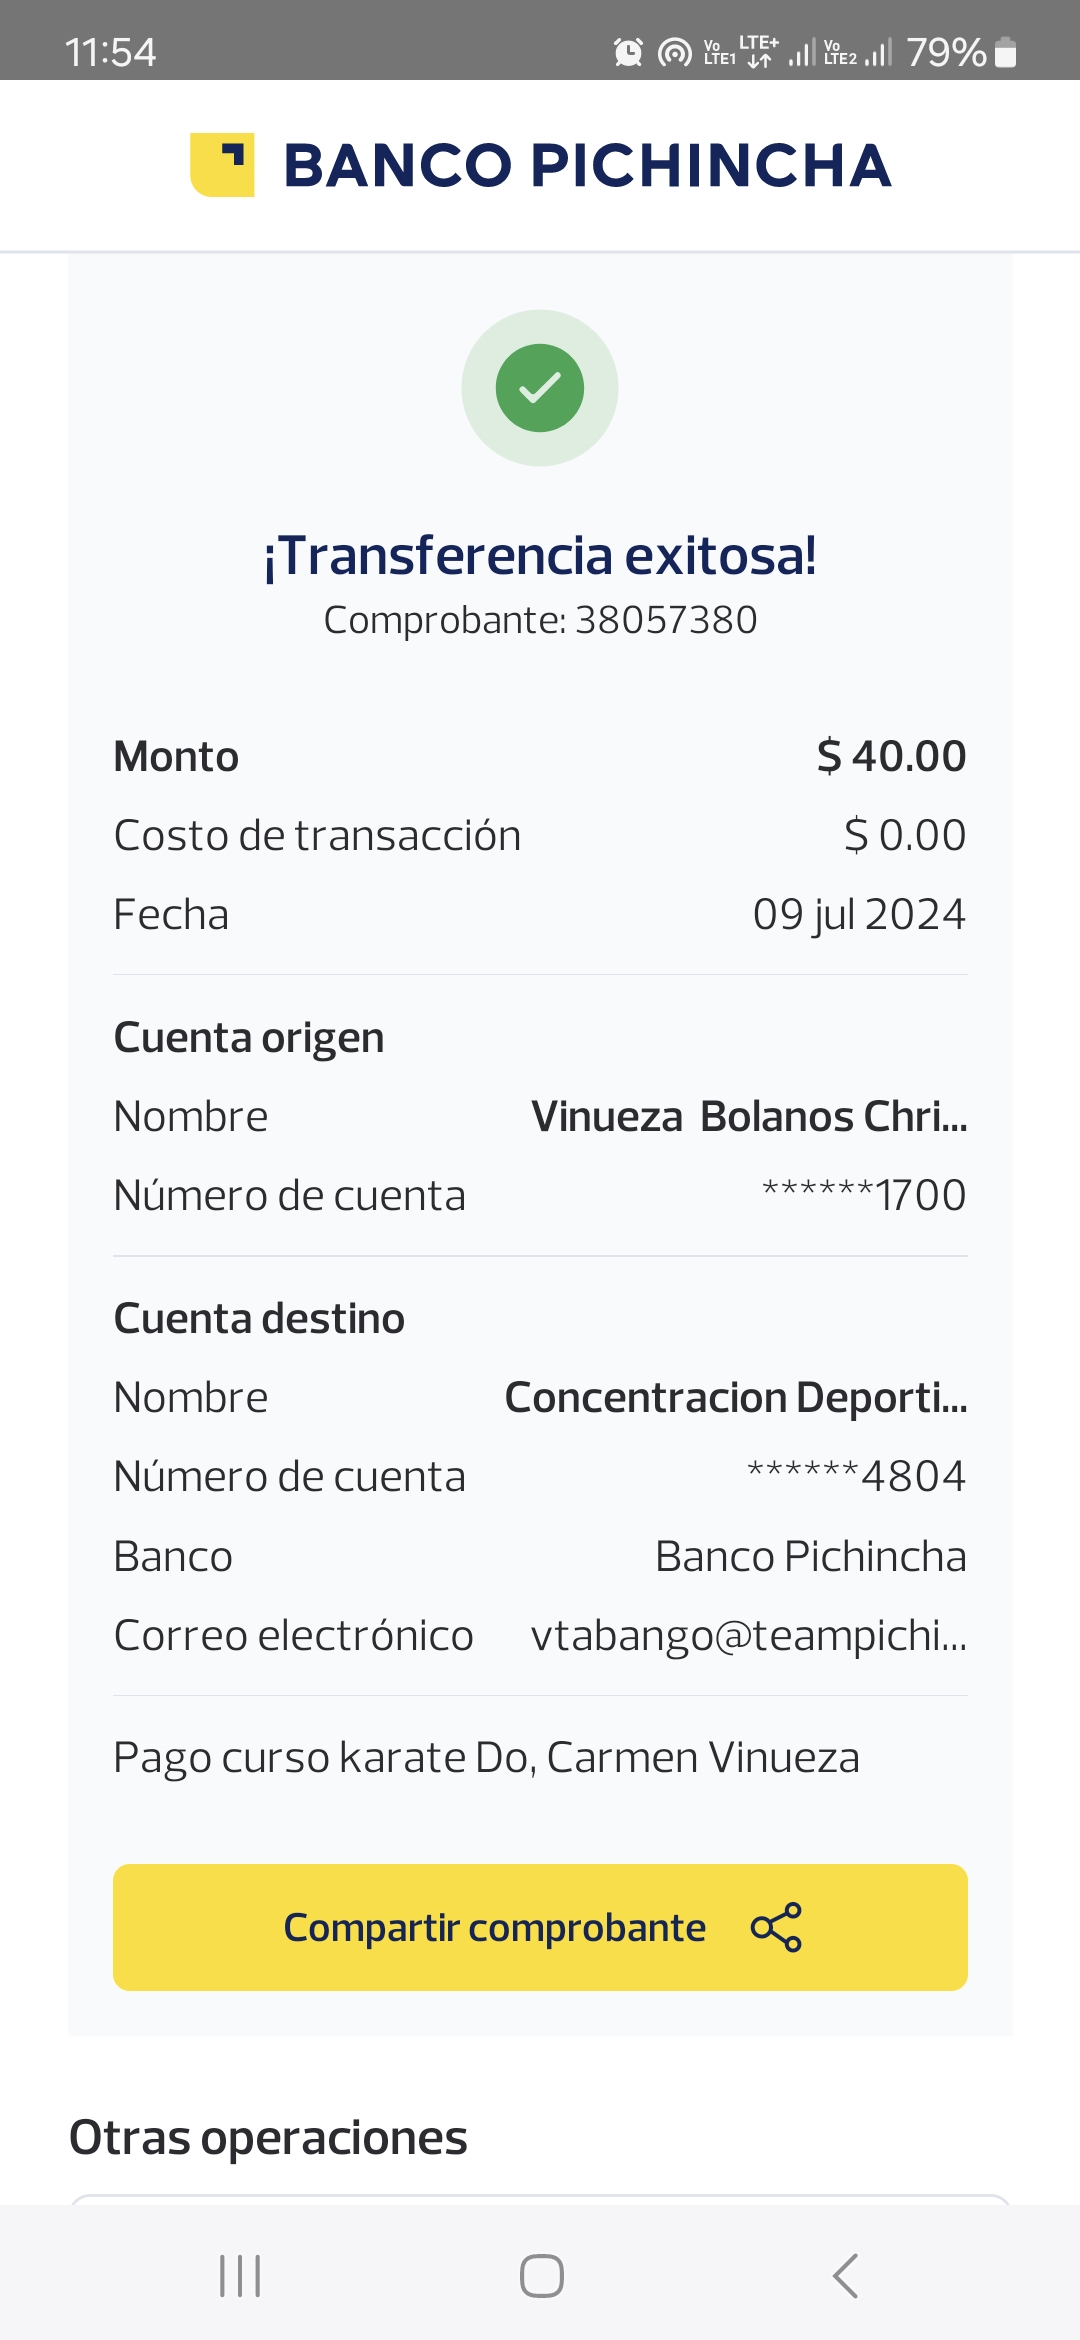 11:54
Vo LTE1 LTE+ Vo LTE2 79%
BANCO PICHINCHA
¡Transferencia exitosa!
Comprobante: 38057380
Monto $ 40.00
Costo de transacción $ 0.00
Fecha 09 jul 2024
Cuenta origen
Nombre Vinueza  Bolanos Chri...
Número de cuenta ******1700
Cuenta destino
Nombre Concentracion Deporti...
Número de cuenta ******4804
Banco Banco Pichincha
Correo electrónico vtabango@teampichi...
Pago curso karate Do, Carmen Vinueza
Compartir comprobante
Otras operaciones